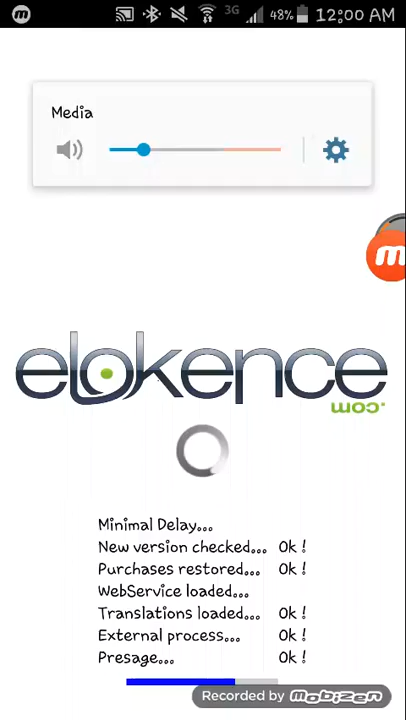 3G 48% 12:00 AM
Media
elokence
.com
Minimal Delay...
New version checked... Ok !
Purchases restored... Ok !
WebService loaded...
Translations loaded... Ok !
External process... Ok !
Presage... Ok !
Recorded by Mobizen